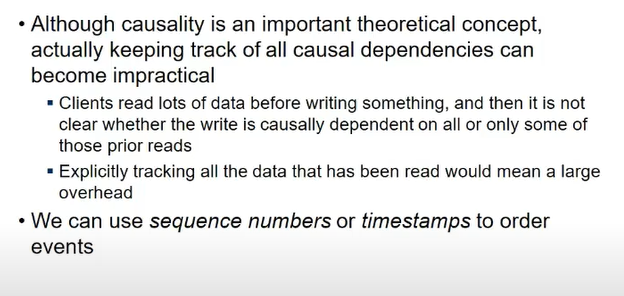 • Although causality is an important theoretical concept,
actually keeping track of all causal dependencies can
become impractical
▪ Clients read lots of data before writing something, and then it is not
clear whether the write is causally dependent on all or only some of
those prior reads
▪ Explicitly tracking all the data that has been read would mean a large
overhead
• We can use sequence numbers or timestamps to order
events